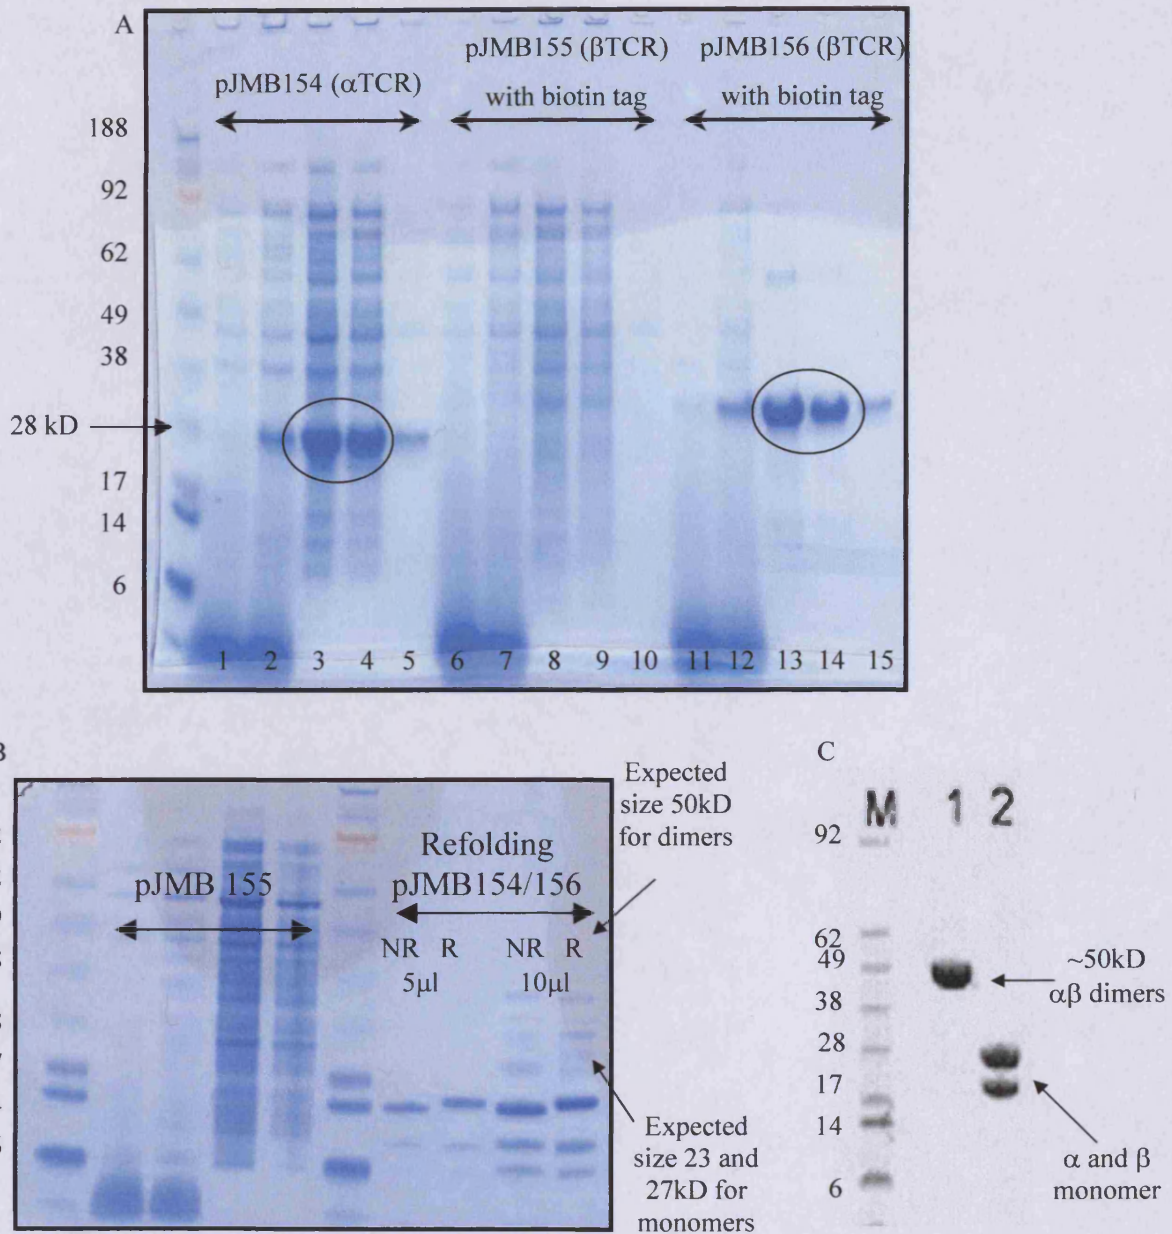 A
pJMB154 (αTCR)
pJMB155 (βTCR)
with biotin tag
pJMB156 (βTCR)
with biotin tag
188
92
62
49
38
28 kD
17
14
6
1 2 3 4 5 6 7 8 9 10 11 12 13 14 15
pJMB 155
Refolding
pJMB154/156
NR R NR R
5µl 10µl
Expected
size 50kD
for dimers
Expected
size 23 and
27kD for
monomers
C
M 1 2
92
62
49
38
28
17
14
6
~50kD
αβ dimers
α and β
monomer